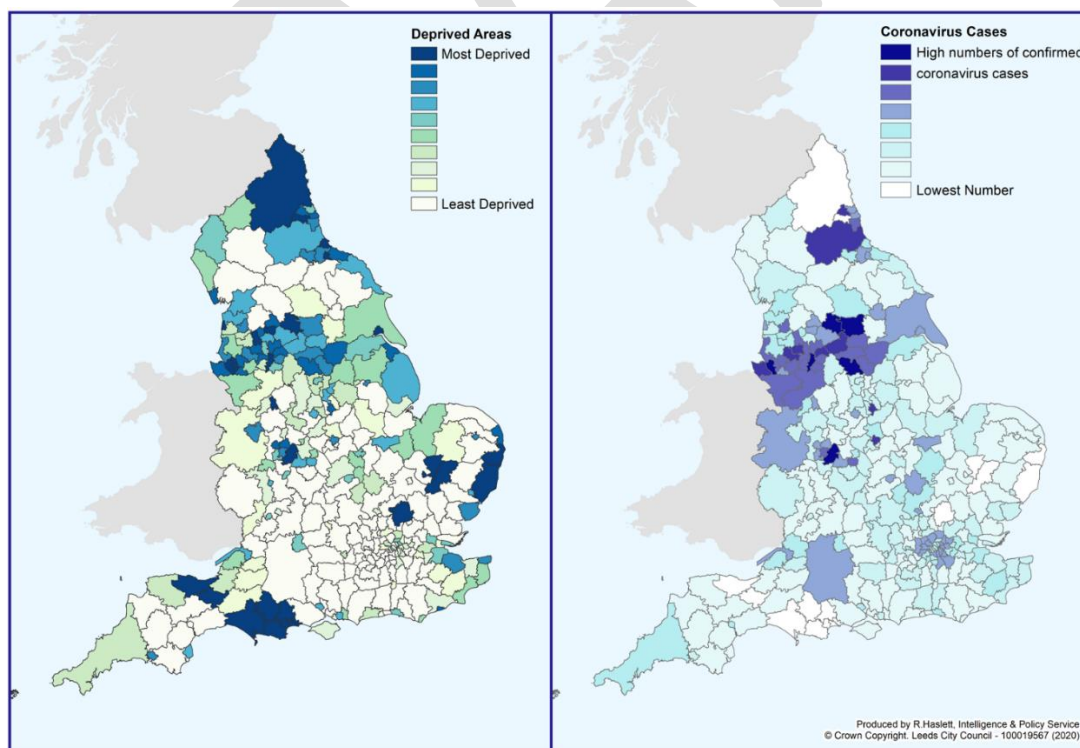 Deprived Areas
Most Deprived
Least Deprived
Coronavirus Cases
High numbers of confirmed
coronavirus cases
Lowest Number
Produced by R.Haslett, Intelligence & Policy Service
© Crown Copyright. Leeds City Council - 100019567 (2020)